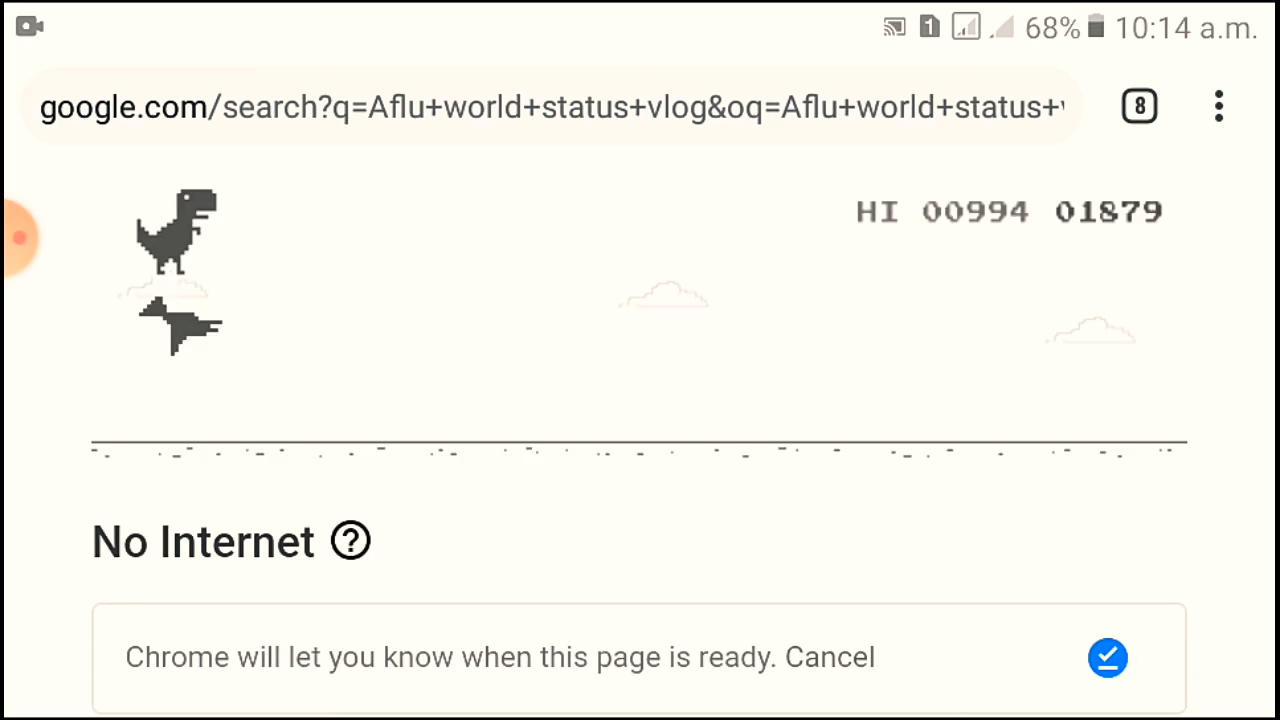 1 68% 10:14 a.m.
google.com/search?q=Aflu+world+status+vlog&oq=Aflu+world+status+ 8
HI 00994 01879
No Internet ?
Chrome will let you know when this page is ready. Cancel